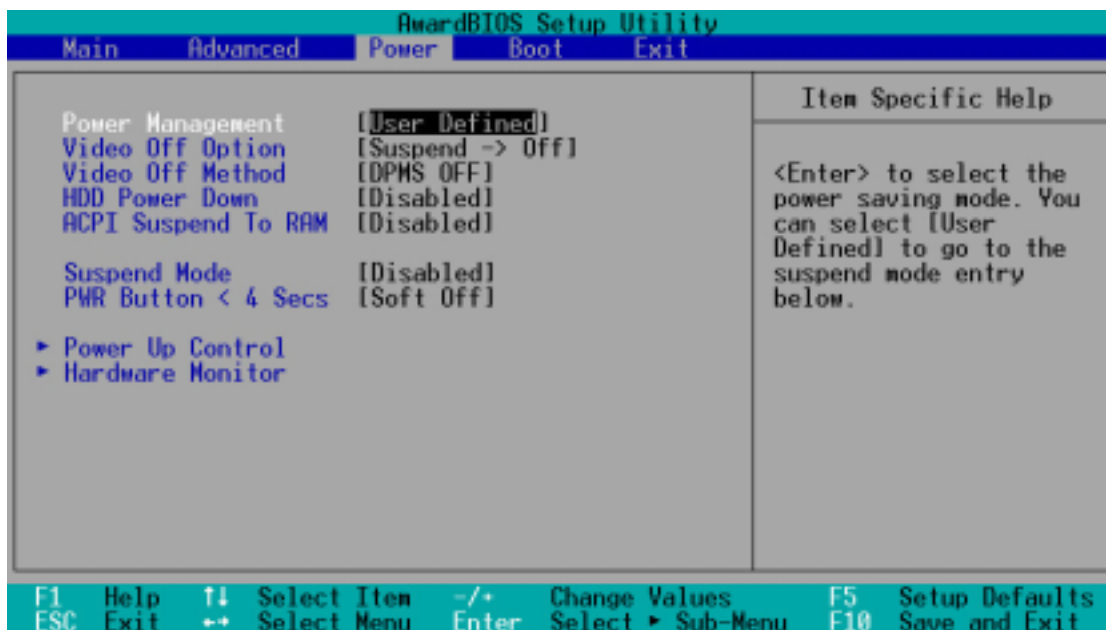 AwardBIOS Setup Utility
Main Advanced Power Boot Exit
Item Specific Help
Power Management [User Defined]
Video Off Option [Suspend -> Off]
Video Off Method [DPMS OFF]
HDD Power Down [Disabled]
ACPI Suspend To RAM [Disabled]
Suspend Mode [Disabled]
PWR Button < 4 Secs [Soft Off]
► Power Up Control
► Hardware Monitor
<Enter> to select the
power saving mode. You
can select [User
Defined] to go to the
suspend mode entry
below.
F1 Help ↑↓ Select Item -/+ Change Values F5 Setup Defaults
ESC Exit ←→ Select Menu Enter Select ► Sub-Menu F10 Save and Exit